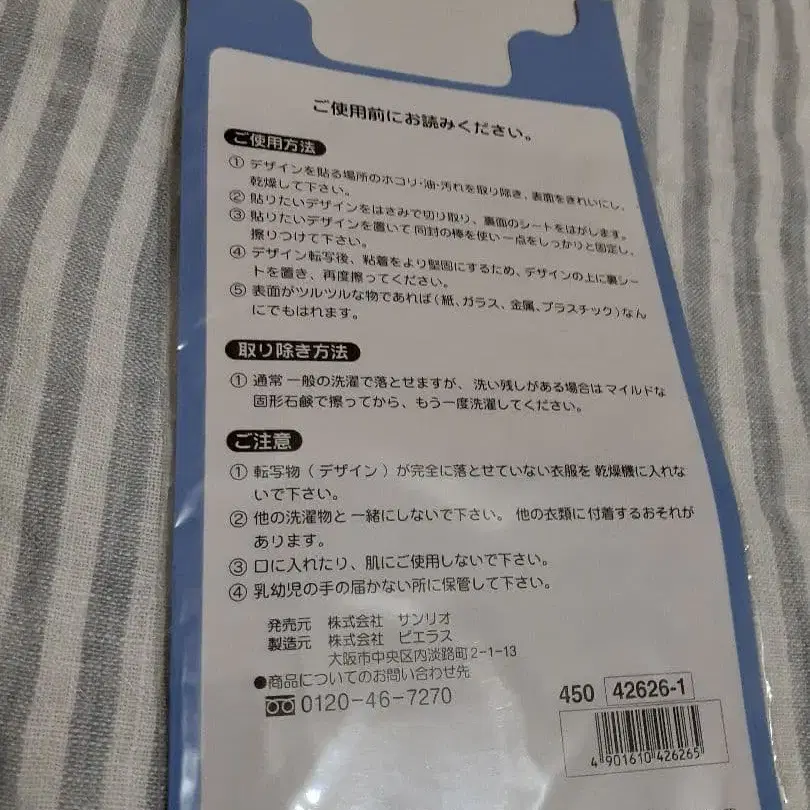 ご使用前にお読みください。
ご使用方法
① デザインを貼る場所のホコリ・油・汚れを取り除き、表面をきれいにし、
乾燥して下さい。
② 貼りたいデザインをはさみで切り取り、裏面のシートをはがします。
③ 貼りたいデザインを置いて同封の棒を使い一点をしっかりと固定し、
擦りつけて下さい。
④ デザイン転写後、粘着をより堅固にするため、デザインの上に裏シー
トを置き、再度擦ってください。
⑤ 表面がツルツルな物であれば(紙、ガラス、金属、プラスチック)なん
にでもはれます。
取り除き方法
① 通常一般の洗濯で落とせますが、洗い残しがある場合はマイルドな
固形石鹸で擦ってから、もう一度洗濯してください。
ご注意
① 転写物(デザイン)が完全に落とせていない衣服を乾燥機に入れな
いで下さい。
② 他の洗濯物と一緒にしないで下さい。他の衣類に付着するおそれが
あります。
③ 口に入れたり、肌にご使用しないで下さい。
④ 乳幼児の手の届かない所に保管して下さい。
発売元 株式会社 サンリオ
製造元 株式会社 ピエラス
大阪市中央区内淡路町2-1-13
●商品についてのお問い合わせ先
0120-46-7270
450 42626-1
4 901610 426265